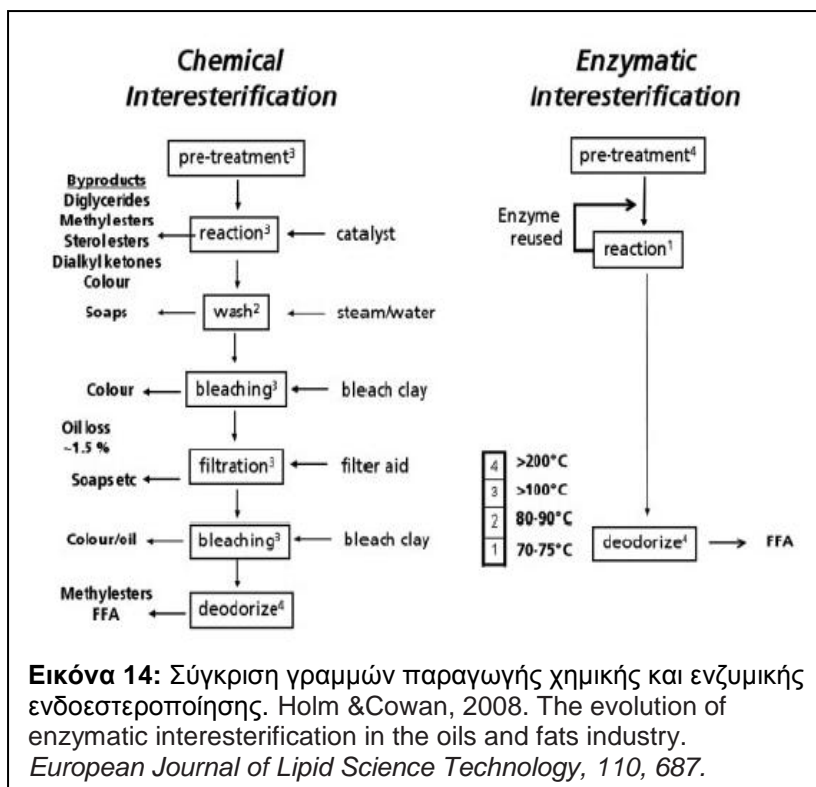 Chemical
Interesterification
pre-treatment³
Byproducts
Diglycerides
Methylesters
Sterolesters
Dialkyl ketones
Colour
reaction³
catalyst
Soaps
wash²
steam/water
Colour
bleaching³
bleach clay
Oil loss
~1.5 %
Soaps etc
filtration³
filter aid
Colour/oil
bleaching³
bleach clay
Methylesters
FFA
deodorize⁴
Enzymatic
Interesterification
pre-treatment⁴
Enzyme
reused
reaction¹
4 >200°C
3 >100°C
2 80-90°C
1 70-75°C
deodorize⁴
FFA
Εικόνα 14: Σύγκριση γραμμών παραγωγής χημικής και ενζυμικής
ενδοεστεροποίησης. Holm &Cowan, 2008. The evolution of
enzymatic interesterification in the oils and fats industry.
European Journal of Lipid Science Technology, 110, 687.